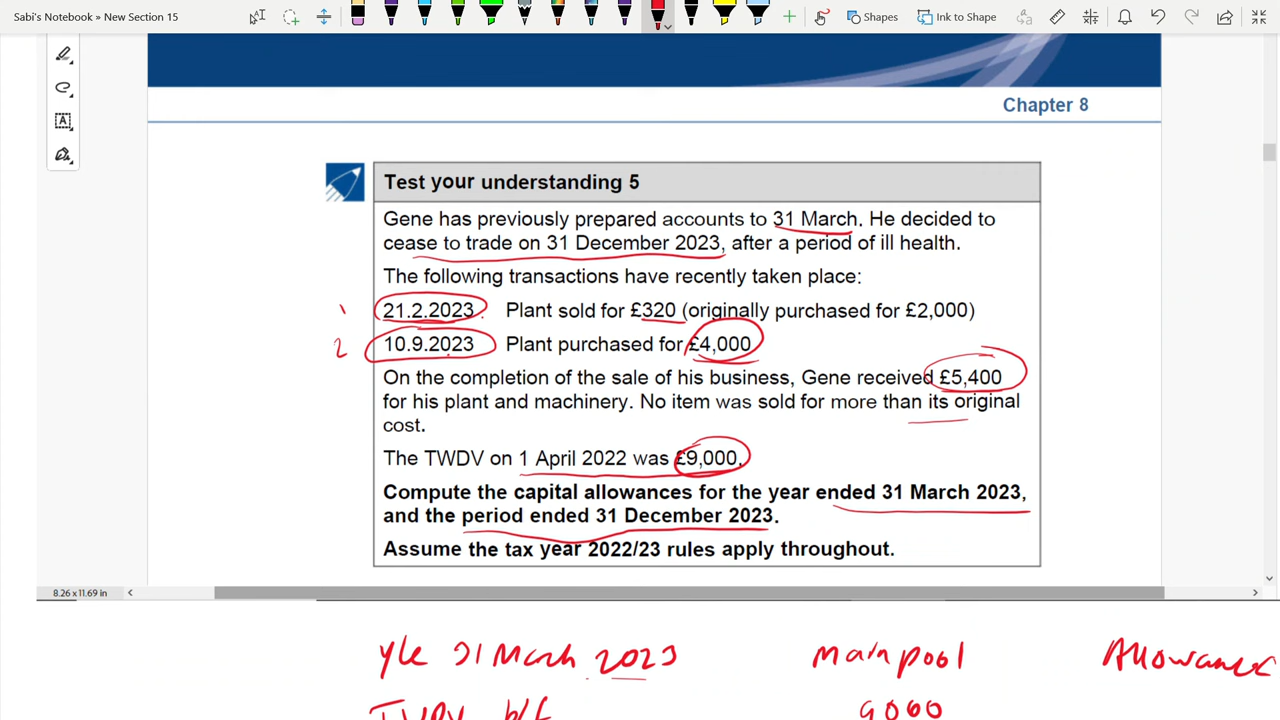 Sabi's Notebook » New Section 15
Shapes
Ink to Shape
Chapter 8
Test your understanding 5
Gene has previously prepared accounts to 31 March. He decided to
cease to trade on 31 December 2023, after a period of ill health.
The following transactions have recently taken place:
1 21.2.2023 Plant sold for £320 (originally purchased for £2,000)
2 10.9.2023 Plant purchased for £4,000
On the completion of the sale of his business, Gene received £5,400
for his plant and machinery. No item was sold for more than its original
cost.
The TWDV on 1 April 2022 was £9,000.
Compute the capital allowances for the year ended 31 March 2023,
and the period ended 31 December 2023.
Assume the tax year 2022/23 rules apply throughout.
8.26 x 11.69 in
y/e 31 March 2023 main pool Allowance
TWDV b/f 9000